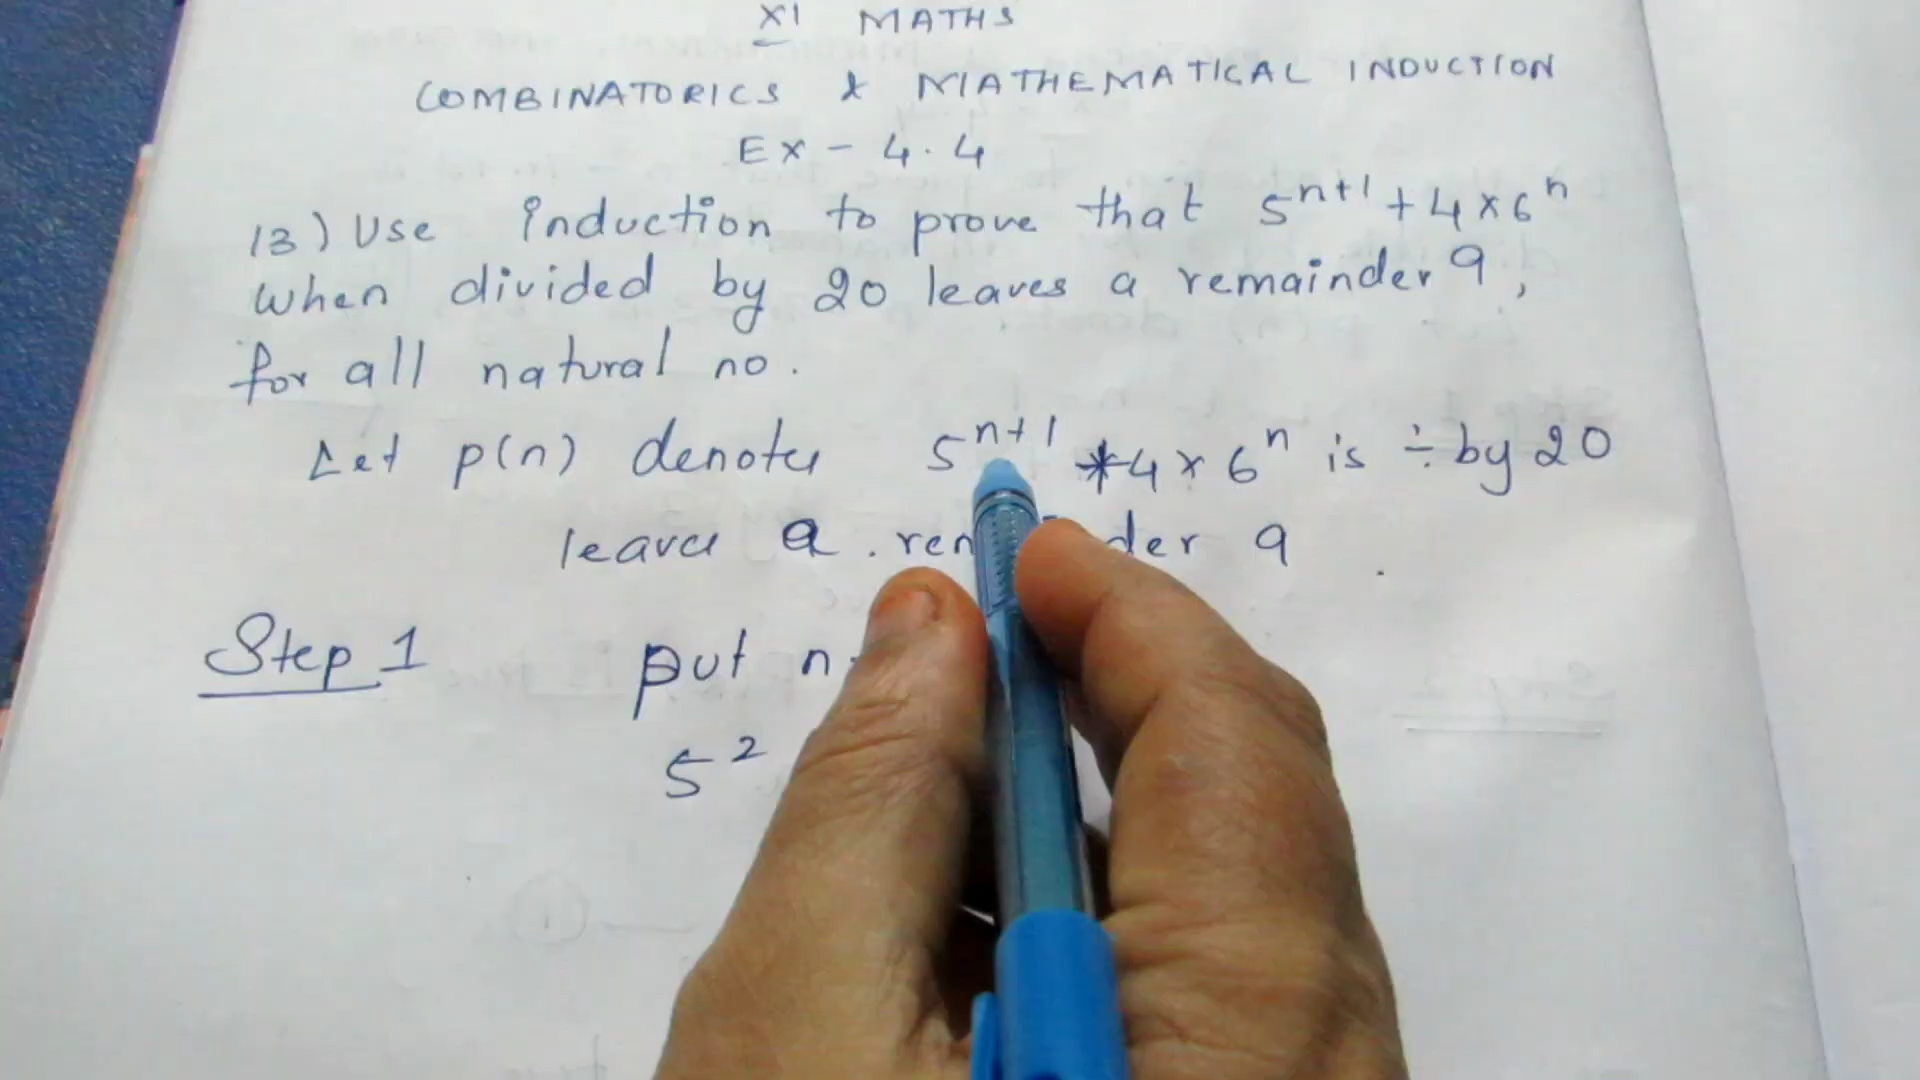 XI MATHS
COMBINATORICS & MATHEMATICAL INDUCTION
EX - 4.4
13) Use induction to prove that 5^{n+1} + 4 × 6^n
when divided by 20 leaves a remainder 9,
for all natural no.
Let p(n) denotes 5^{n+1} + 4 × 6^n is ÷ by 20
leaves a
9
Step 1 put n
5^2